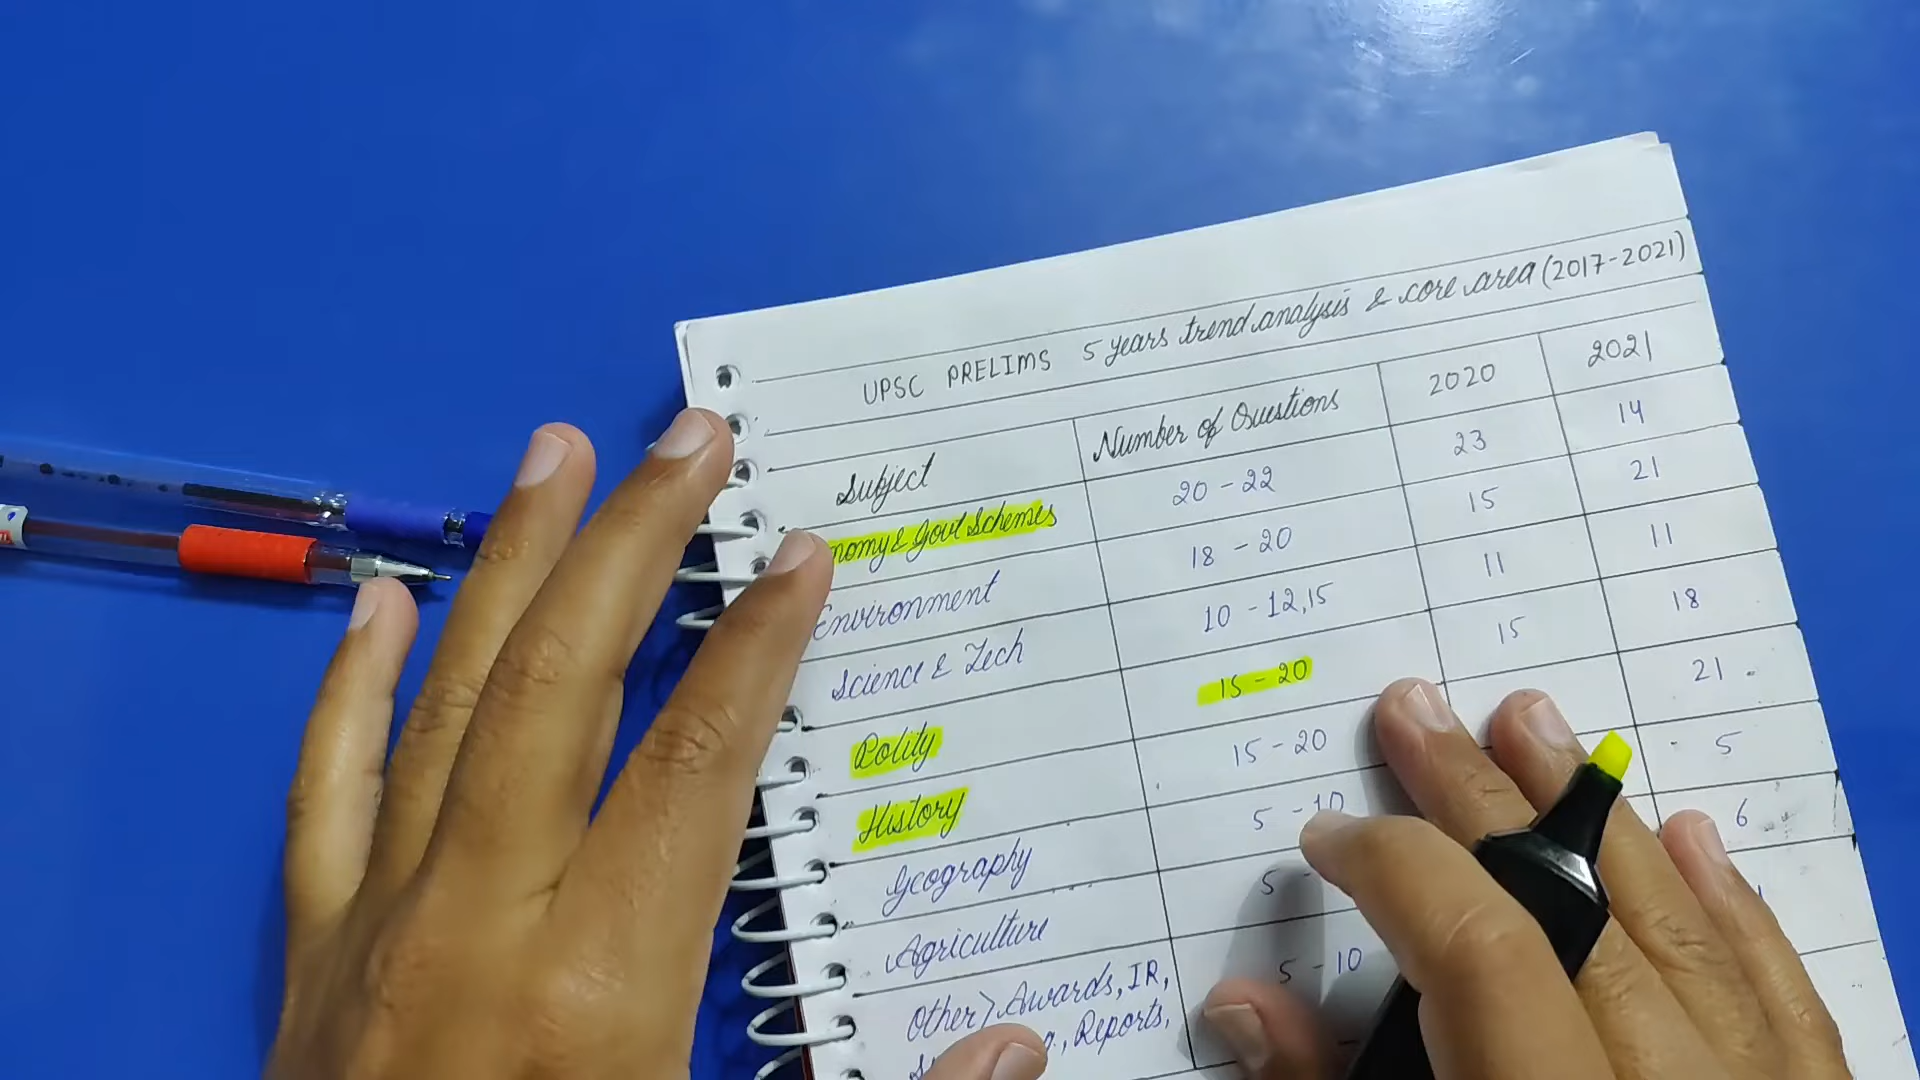 UPSC PRELIMS 5 years trend analysis & core area (2017-2021)
Subject Number of Questions 2020 2021
nomy & Govt Schemes 20 - 22 23 14
Environment 18 - 20 15 21
Science & Tech 10 - 12,15 11 11
Polity 15 - 20 15 18
History 15 - 20 21
Geography 5 - 10 5
Agriculture 5 - 6
Other> Awards, IR, 5 - 10
Reports,